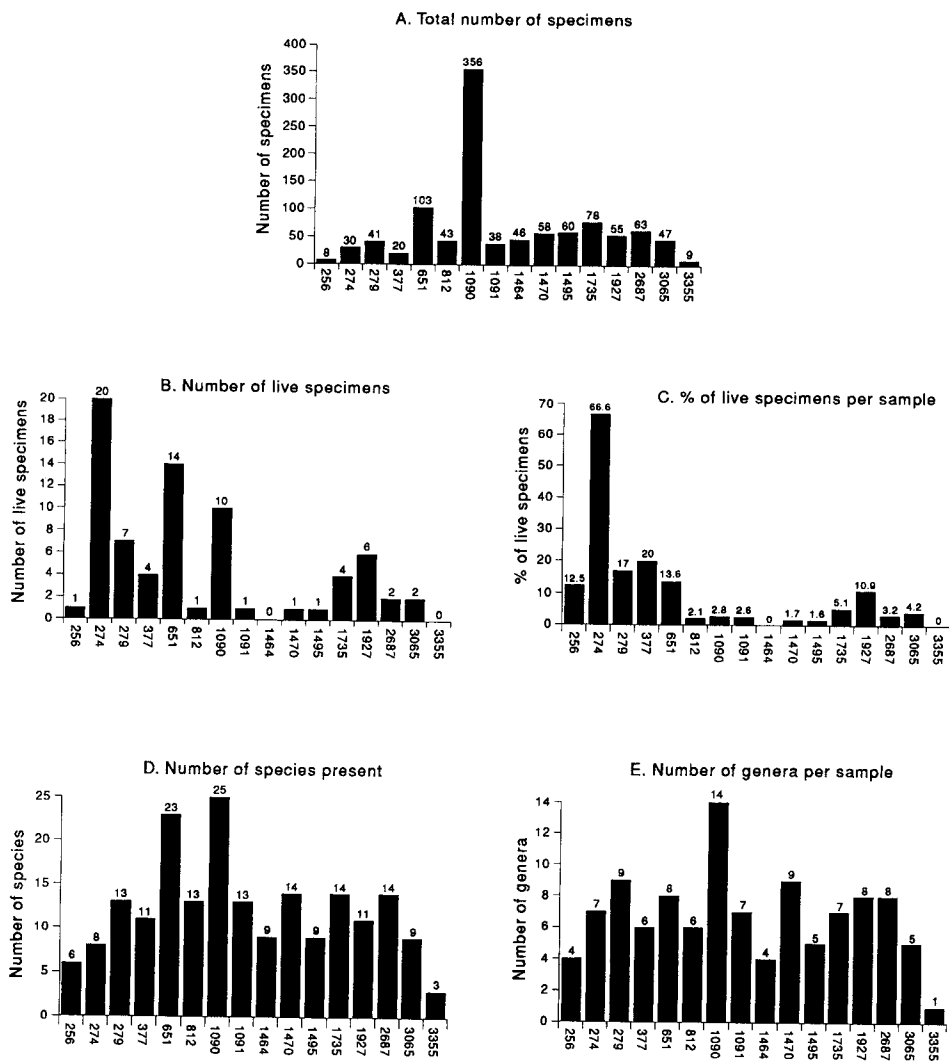 A. Total number of specimens
Number of specimens
400
350
300
250
200
150
100
50
0
8 30 41 20 103 43 356 38 46 58 60 78 55 63 47 9
256 274 279 377 651 812 1090 1091 1464 1470 1495 1735 1927 2687 3065 3355
B. Number of live specimens
Number of live specimens
20
18
16
14
12
10
8
6
4
2
0
1 20 7 4 14 1 10 1 0 1 1 4 6 2 2 0
256 274 279 377 651 812 1090 1091 1464 1470 1495 1735 1927 2687 3065 3355
C. % of live specimens per sample
% of live specimens
70
60
50
40
30
20
10
0
12.5 66.6 17 20 13.6 2.1 2.8 2.6 0 1.7 1.6 5.1 10.9 3.2 4.2 0
256 274 279 377 651 812 1090 1091 1464 1470 1495 1735 1927 2687 3065 3355
D. Number of species present
Number of species
25
20
15
10
5
0
6 8 13 11 23 13 25 13 9 14 9 14 11 14 9 3
256 274 279 377 651 812 1090 1091 1464 1470 1495 1735 1927 2687 3065 3355
E. Number of genera per sample
Number of genera
14
12
10
8
6
4
2
0
4 7 9 6 8 6 14 7 4 9 5 7 8 8 5 1
256 274 279 377 651 812 1090 1091 1464 1470 1495 1735 1927 2687 3065 3355